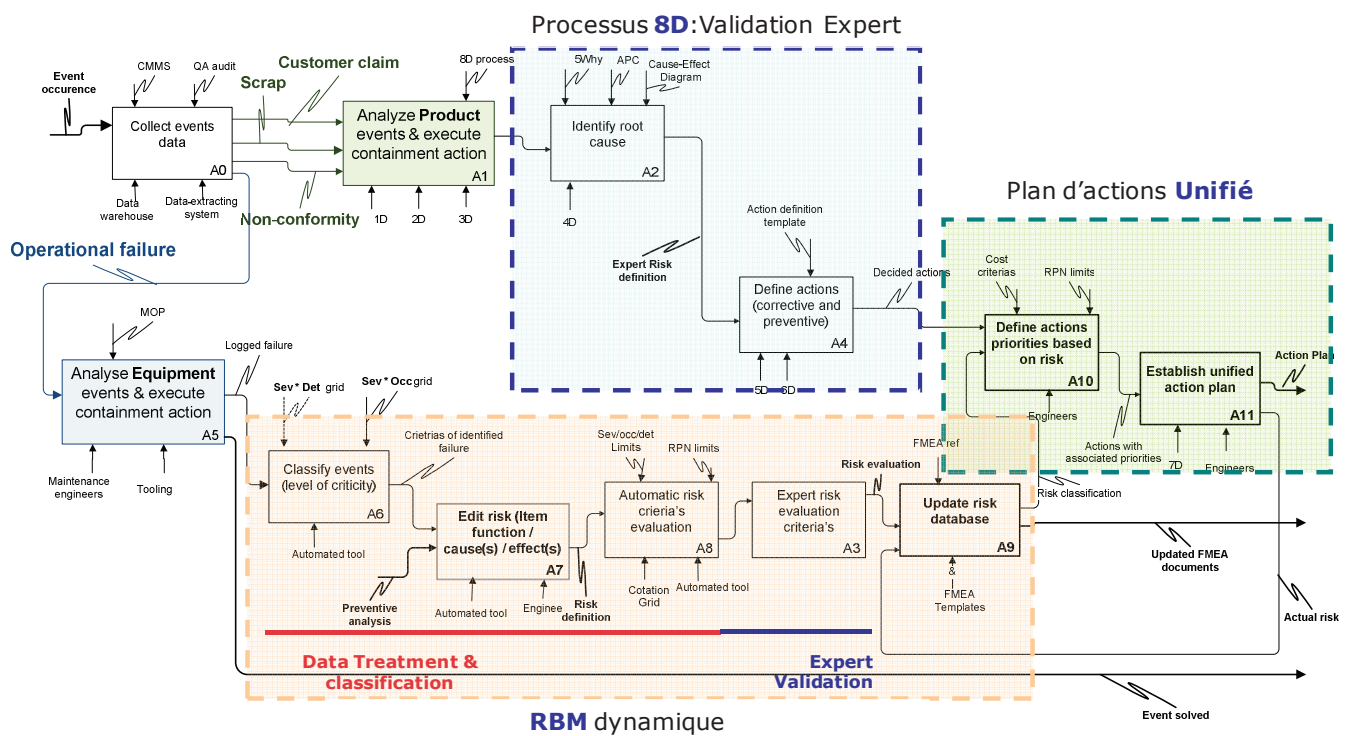 Processus 8D:Validation Expert
Event
occurence
CMMS
QA audit
Customer claim
Scrap
8D process
5Why
APC
Cause-Effect
Diagram
Collect events
data
A0
Analyze Product
events & execute
containment action
A1
Identify root
cause
A2
Data
warehouse
Data-extracting
system
Non-conformity
1D
2D
3D
4D
Plan d'actions Unifié
Operational failure
Action definition
template
Expert Risk
definition
Decided actions
Cost
criterias
RPN limits
Define actions
(corrective and
preventive)
A4
5D
6D
MOP
Logged failure
Define actions
priorities based
on risk
A10
Analyse Equipment
events & execute
containment action
A5
Sev*Det grid
Sev*Occ grid
Establish unified
action plan
A11
Action Plan
Engineers
Maintenance
engineers
Tooling
Crietrias of identified
failure
Sev/occ/det
Limits
RPN limits
Risk evaluation
FMEA ref
Actions with
associated priorities
7D
Engineers
Classify events
(level of criticity)
A6
Edit risk (Item
function /
cause(s) / effect(s)
A7
Automatic risk
crieria's
evaluation
A8
Expert risk
evaluation
criteria's
A3
Update risk
database
A9
Risk classification
Automated tool
Preventive
analysis
Automated tool
Enginee
Risk
definition
Cotation
Grid
Automated tool
&
FMEA
Templates
Updated FMEA
documents
Actual risk
Data Treatment &
classification
Expert
Validation
RBM dynamique
Event solved